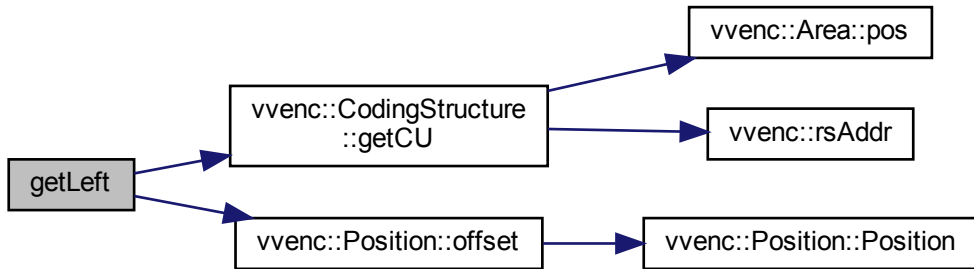 vvenc::Area::pos
vvenc::CodingStructure
::getCU
vvenc::rsAddr
getLeft
vvenc::Position::offset
vvenc::Position::Position